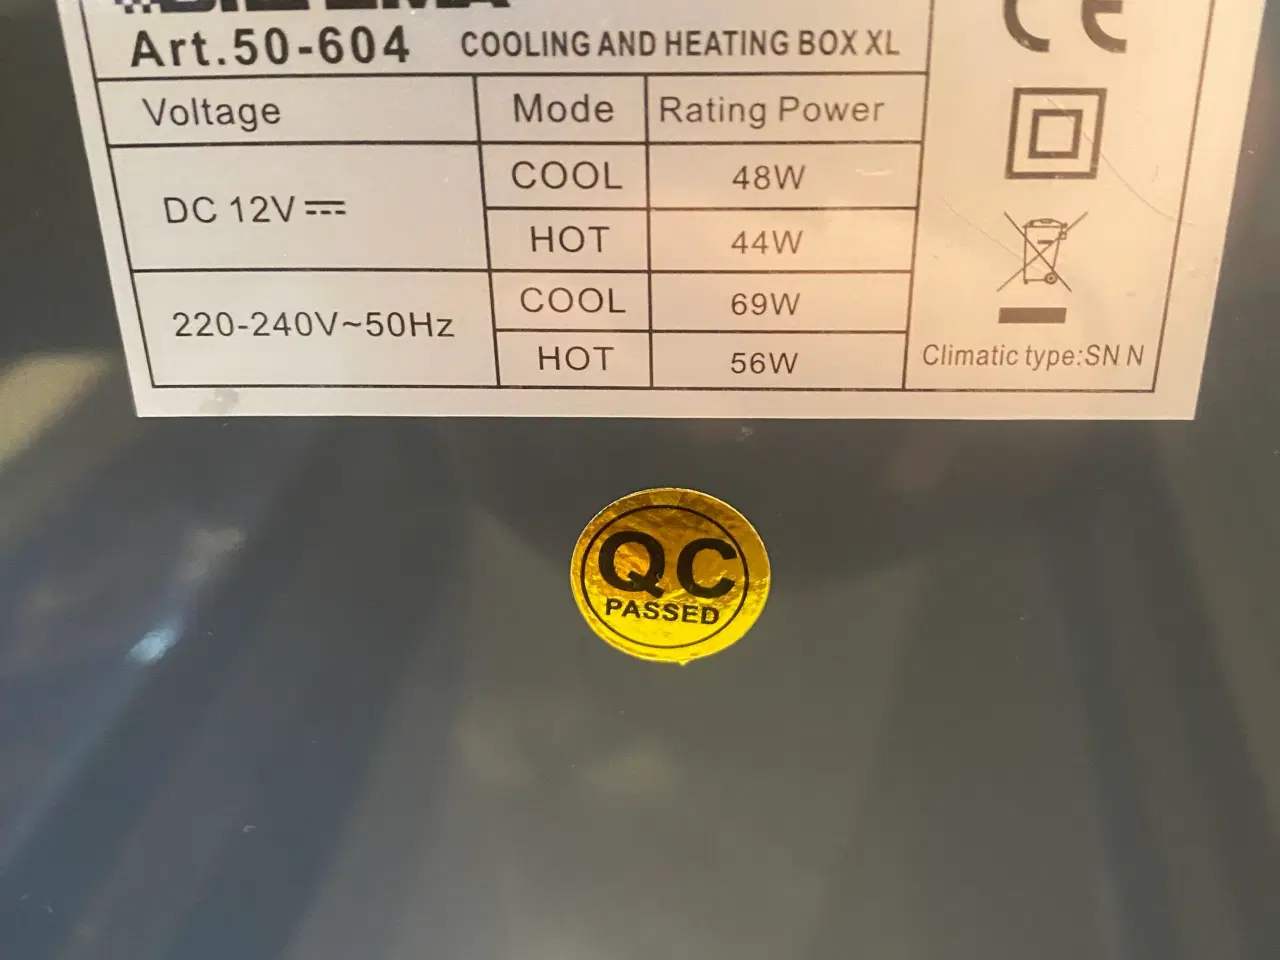 Art.50-604 COOLING AND HEATING BOX XL
CE
Voltage Mode Rating Power
DC 12V COOL 48W
HOT 44W
220-240V~50Hz COOL 69W
HOT 56W
Climatic type:SN N
QC
PASSED